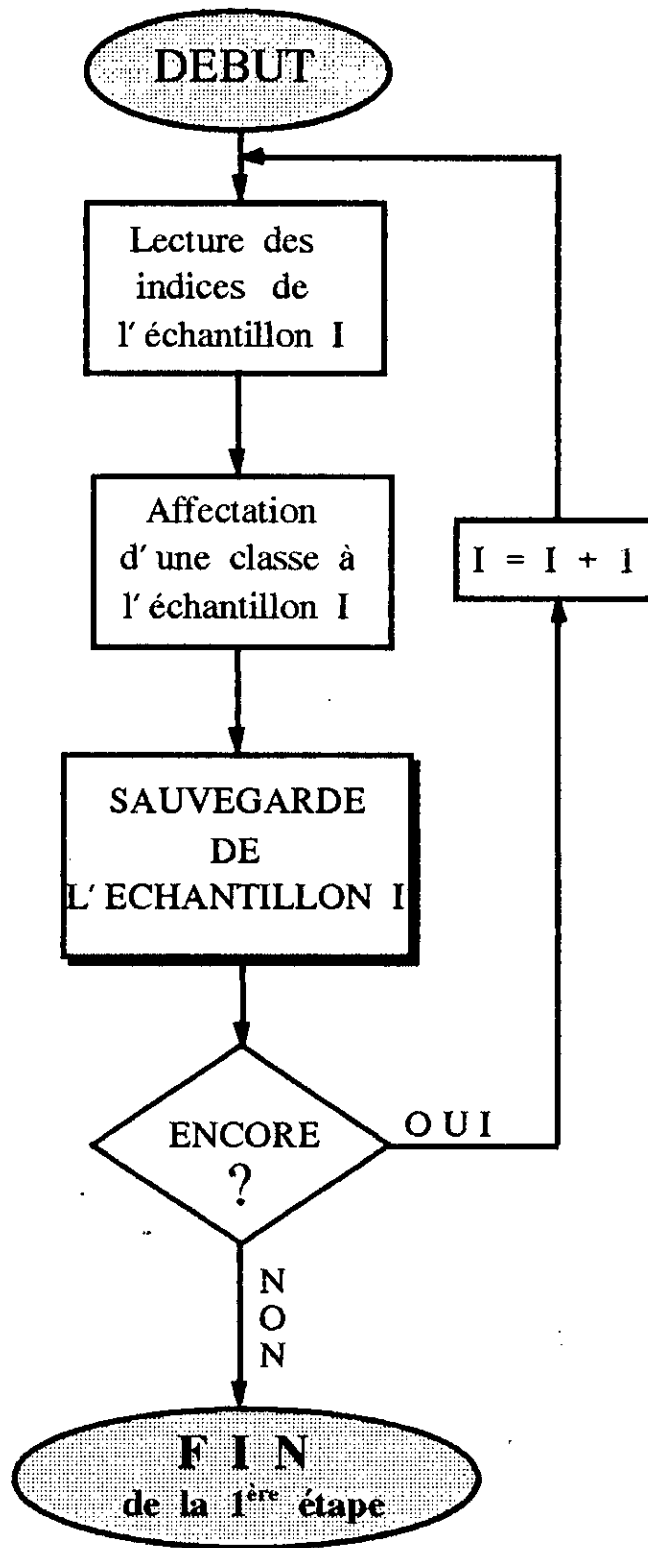 DEBUT
Lecture des
indices de
l'échantillon I
Affectation
d'une classe à
l'échantillon I
I = I + 1
SAUVEGARDE
DE
L'ECHANTILLON I
ENCORE
?
OUI
NON
FIN
de la 1ère étape